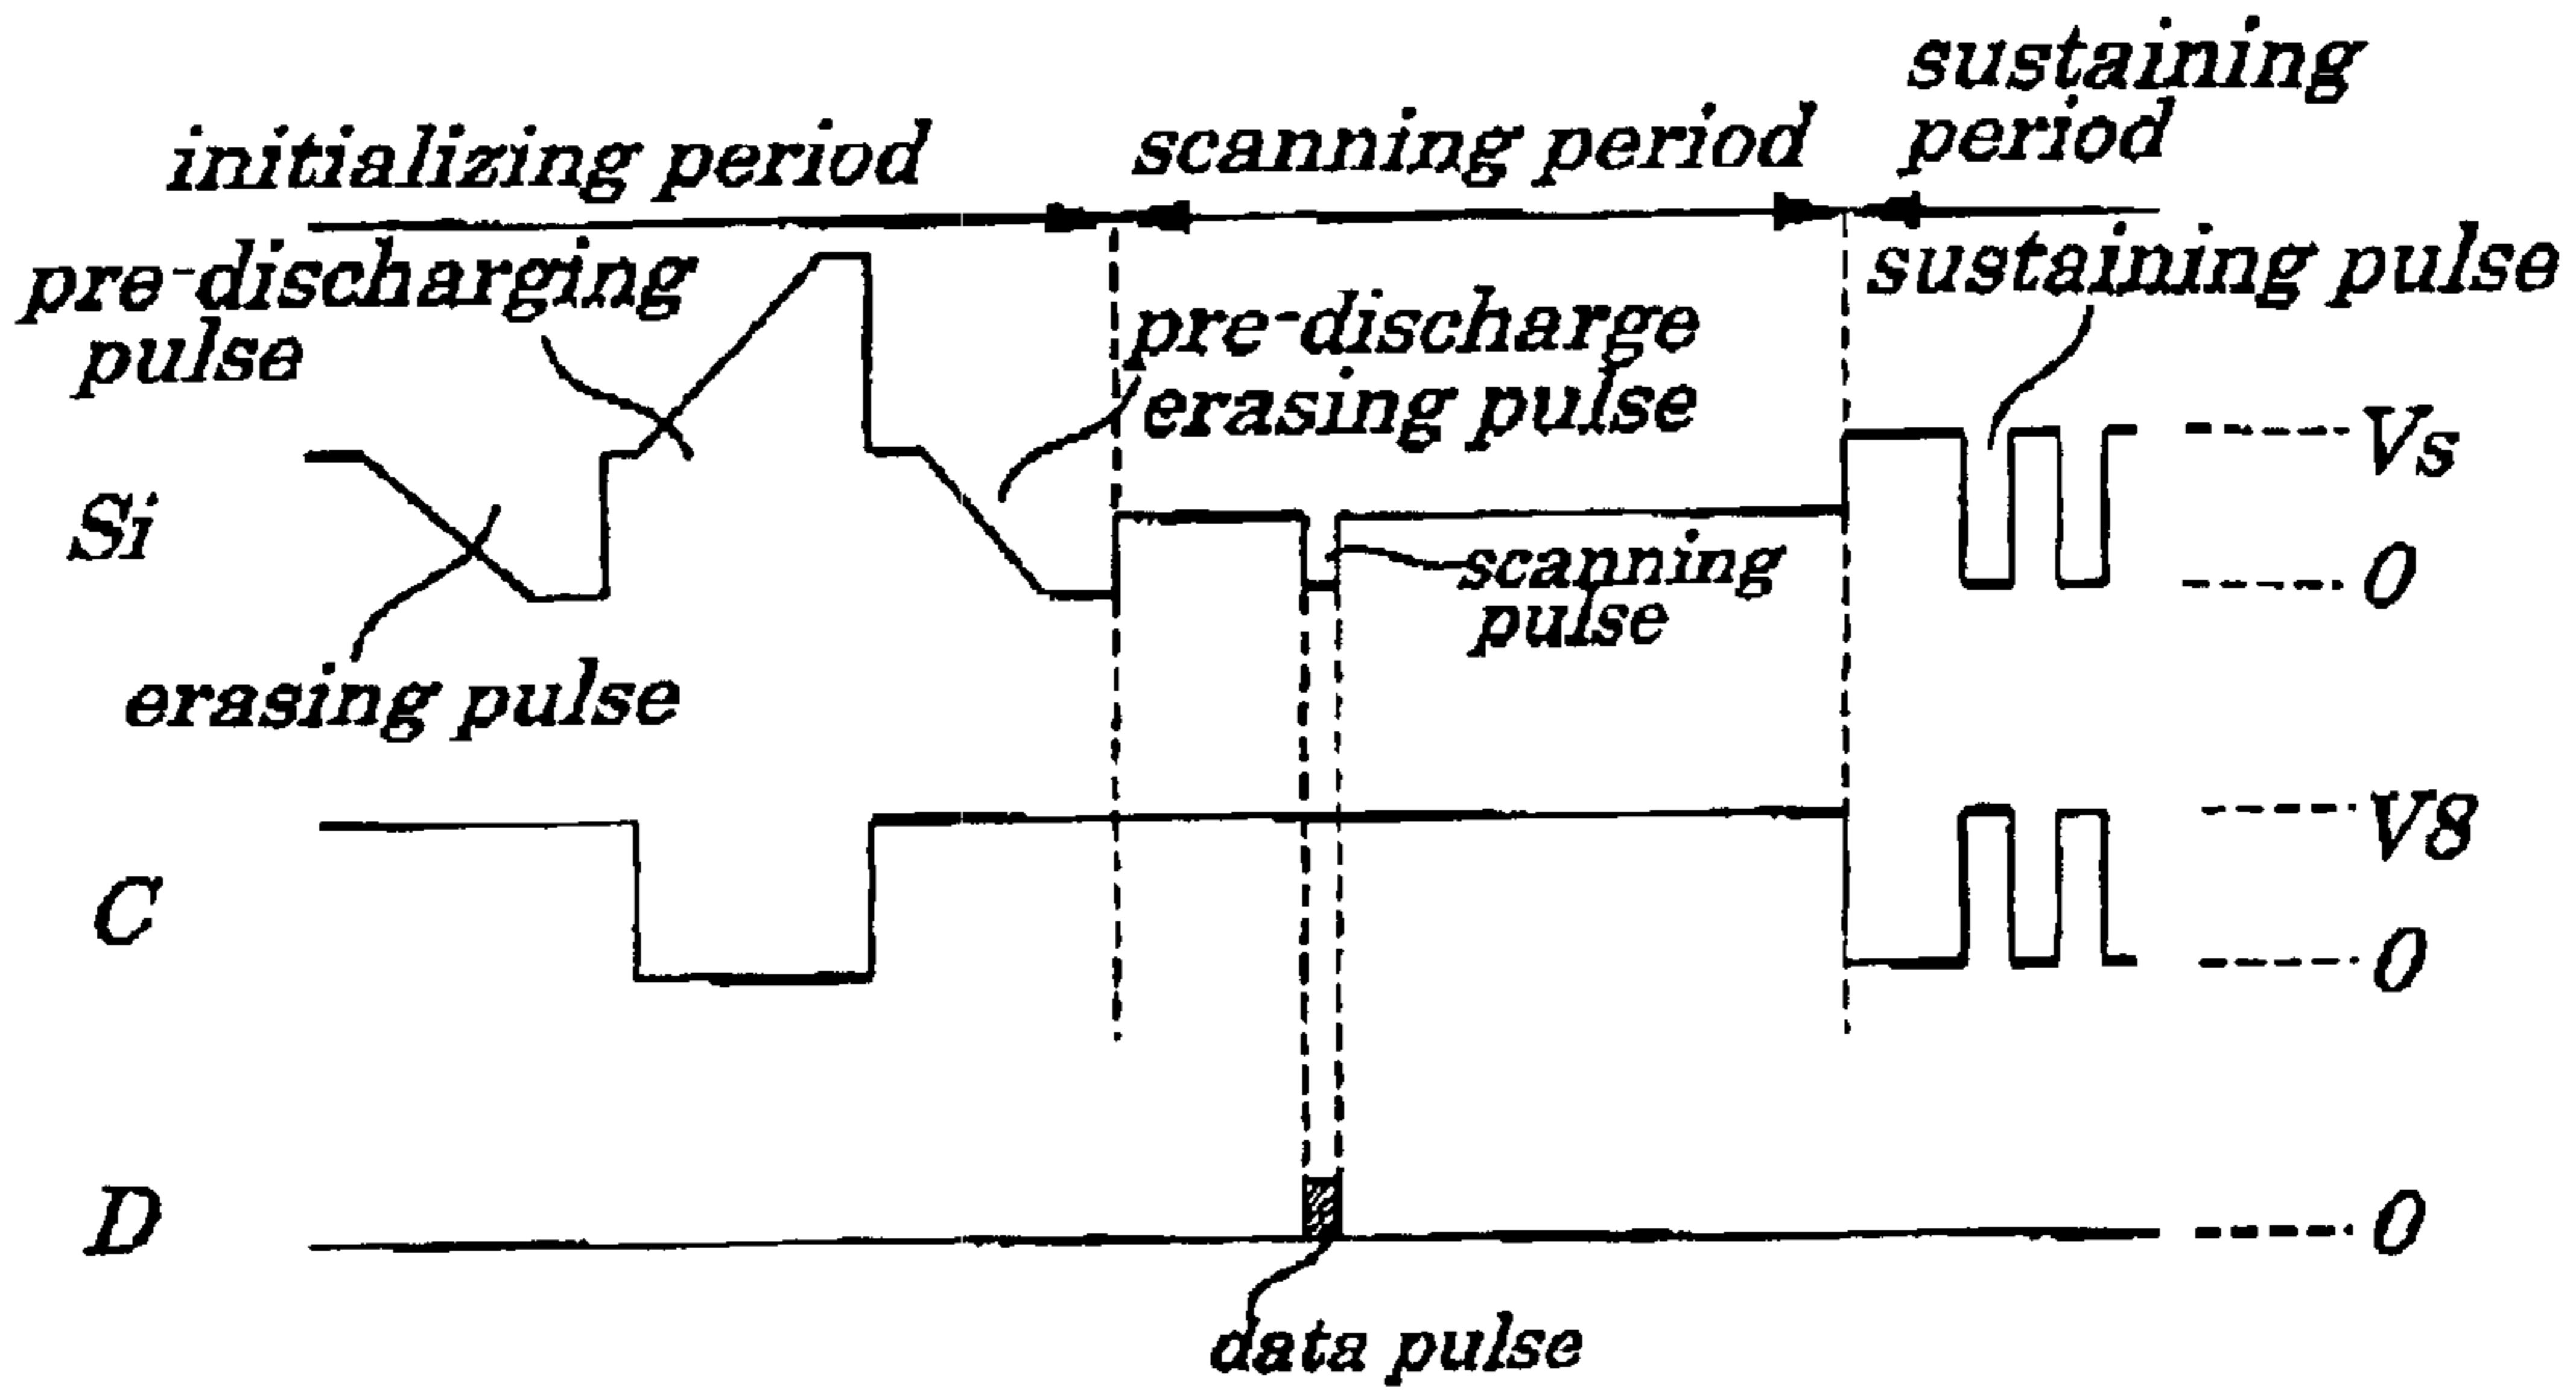 sustaining
period
initializing period
scanning period
pre-discharging
pulse
sustaining pulse
pre-discharge
erasing pulse
Vs
Si
0
scanning
pulse
erasing pulse
V8
C
0
D
0
data pulse